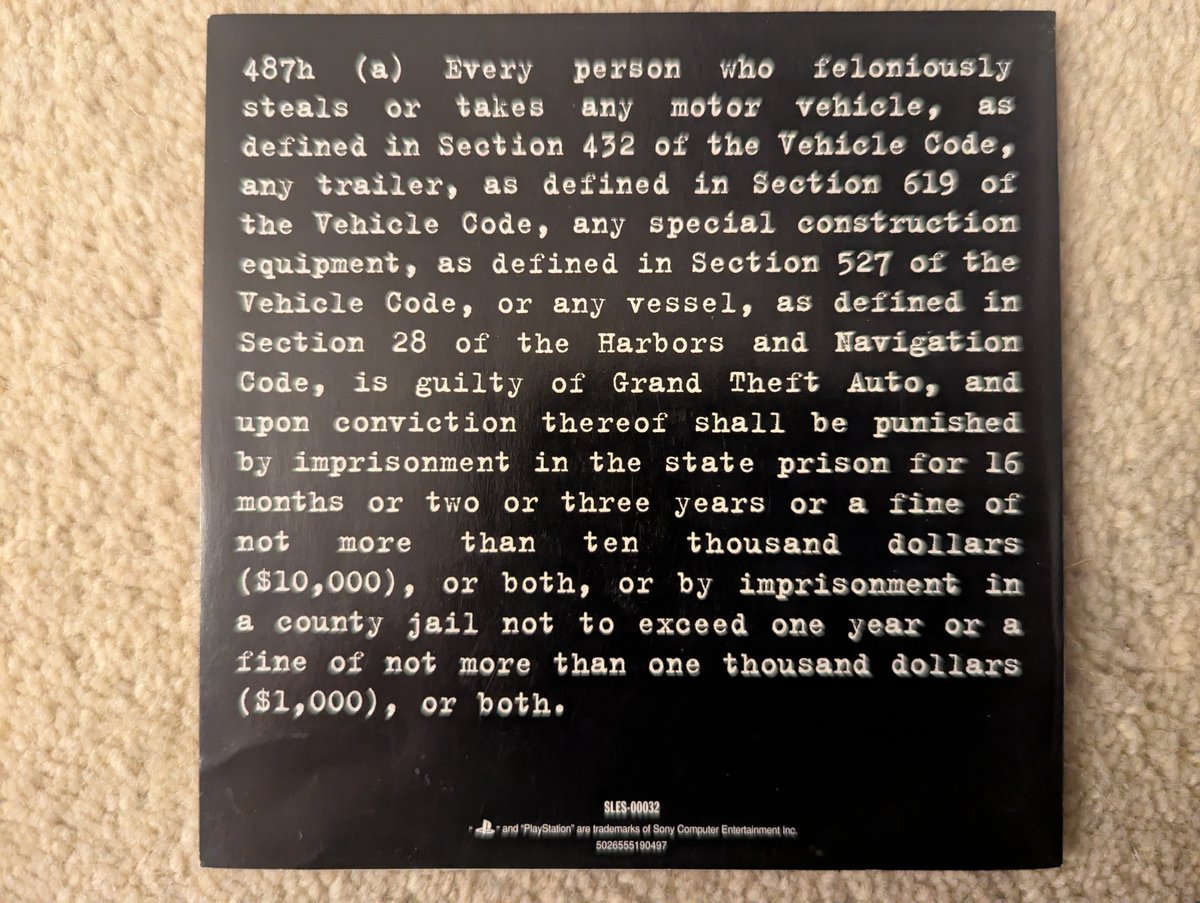 487h (a) Every person who feloniously
steals or takes any motor vehicle, as
defined in Section 432 of the Vehicle Code,
any trailer, as defined in Section 619 of
the Vehicle Code, any special construction
equipment, as defined in Section 527 of the
Vehicle Code, or any vessel, as defined in
Section 28 of the Harbors and Navigation
Code, is guilty of Grand Theft Auto, and
upon conviction thereof shall be punished
by imprisonment in the state prison for 16
months or two or three years or a fine of
not more than ten thousand dollars
($10,000), or both, or by imprisonment in
a county jail not to exceed one year or a
fine of not more than one thousand dollars
($1,000), or both.
SLES-00032
" " and "PlayStation" are trademarks of Sony Computer Entertainment Inc.
5026555190497